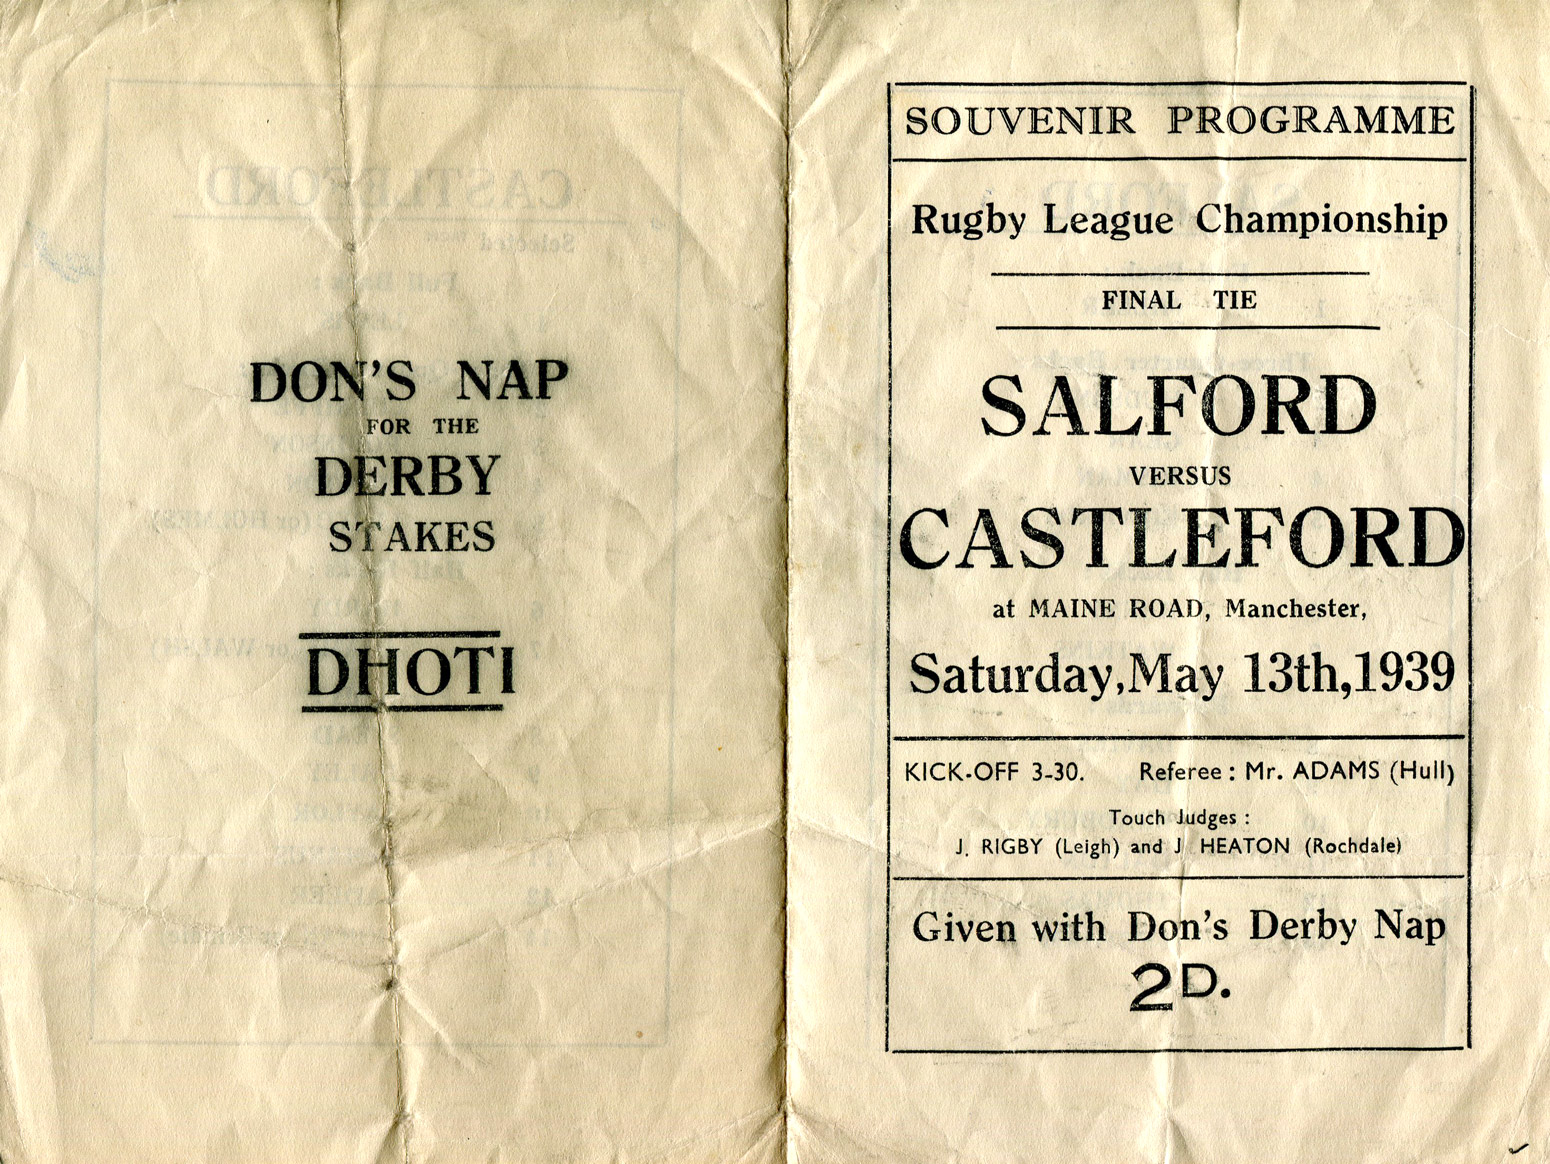 DON'S NAP
FOR THE
DERBY
STAKES
DHOTI
SOUVENIR PROGRAMME
Rugby League Championship
FINAL TIE
SALFORD
VERSUS
CASTLEFORD
at MAINE ROAD, Manchester,
Saturday, May 13th, 1939
KICK-OFF 3-30. Referee : Mr. ADAMS (Hull)
Touch Judges :
J. RIGBY (Leigh) and J HEATON (Rochdale)
Given with Don's Derby Nap
2D.